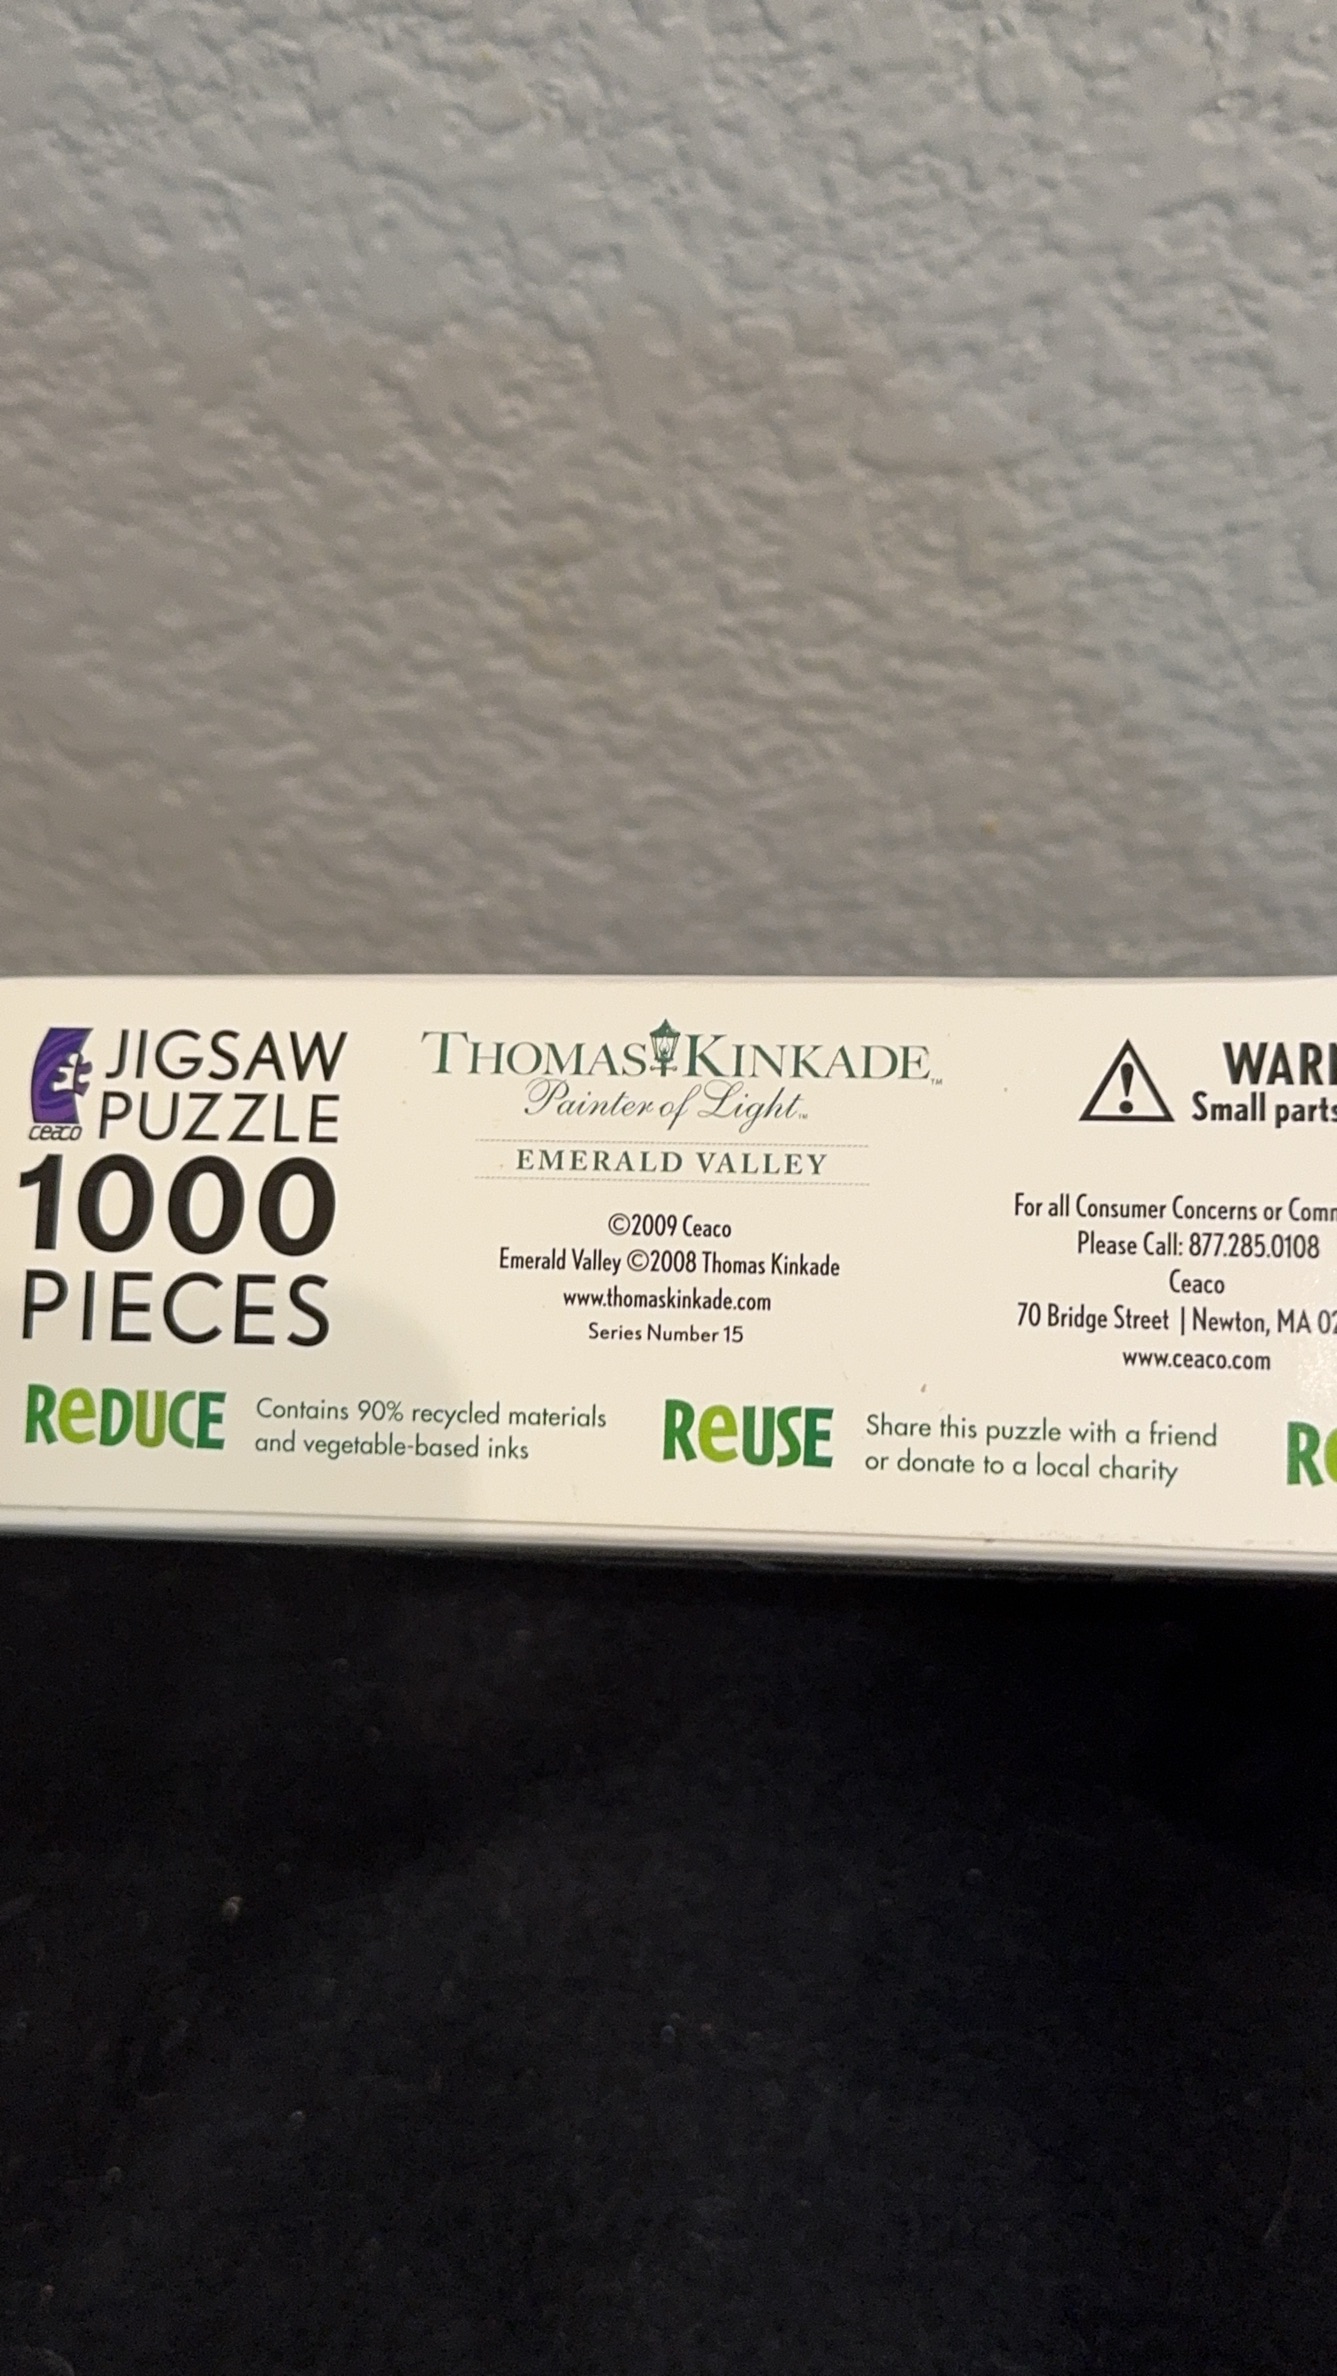 ceaco
JIGSAW
PUZZLE
1000
PIECES
THOMAS KINKADE™
Painter of Light™
EMERALD VALLEY
©2009 Ceaco
Emerald Valley ©2008 Thomas Kinkade
www.thomaskinkade.com
Series Number 15
Small parts
For all Consumer Concerns or
Please Call: 877.285.0108
Ceaco
70 Bridge Street | Newton, MA
www.ceaco.com
REDUCE
Contains 90% recycled materials
and vegetable-based inks
REUSE
Share this puzzle with a friend
or donate to a local charity